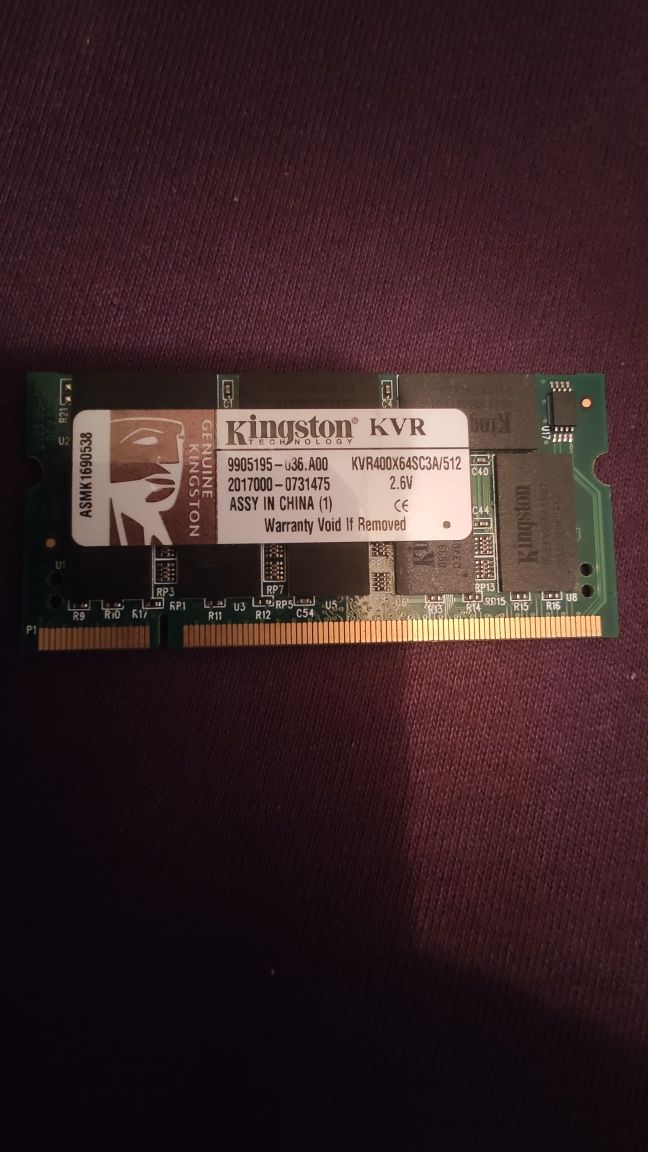 R21
U2
ASMK1690538
GENUINE
KINGSTON
Kingston® KVR
TECHNOLOGY
9905195-036.A00 KVR400X64SC3A/512
2017000-0731475 2.6V
ASSY IN CHINA (1) CE
Warranty Void If Removed
U17
C40
C44
Kingston
U1
RP3
RP7
RP13
R9 R10 R17 RP1 R11 U3 R12 RP5 C54 U5 R13 R14 RP15 R15 R16 U8
P1